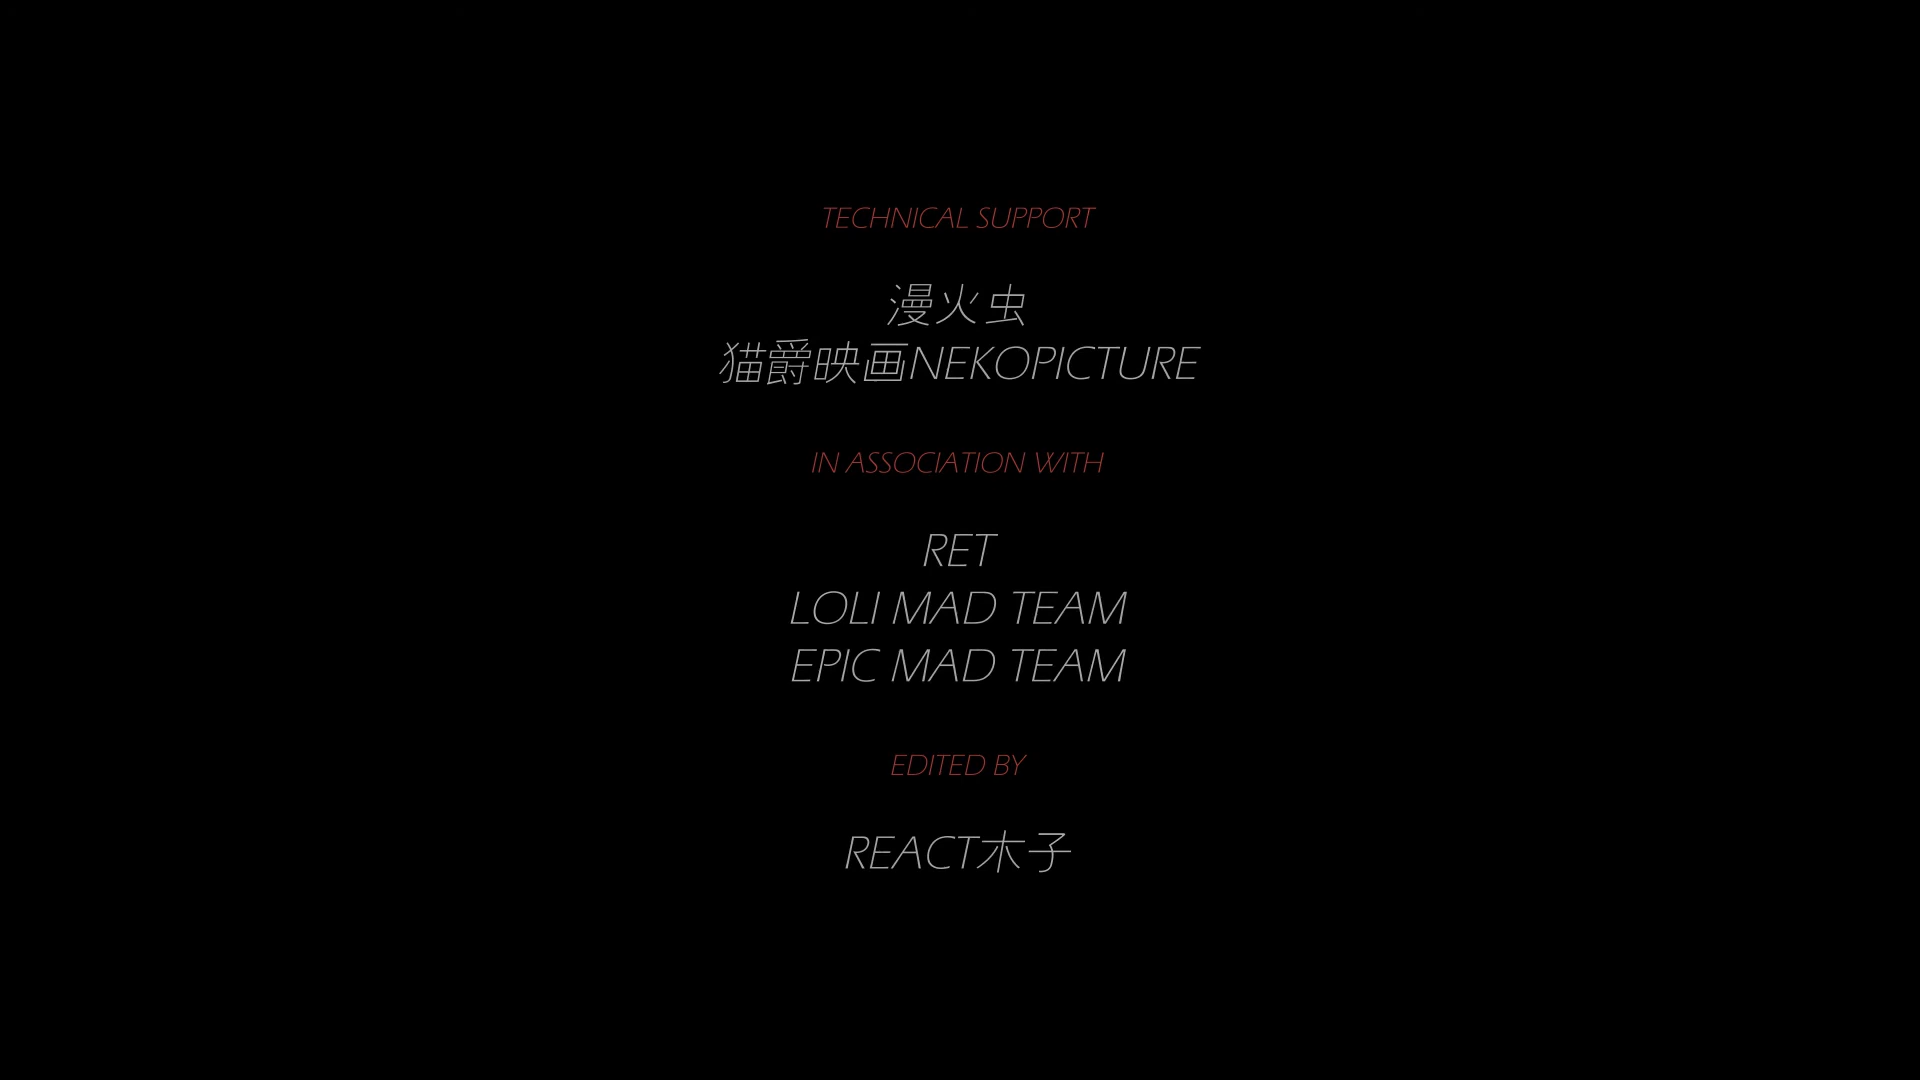 TECHNICAL SUPPORT
漫火虫
猫爵映画NEKOPICTURE
IN ASSOCIATION WITH
RET
LOLI MAD TEAM
EPIC MAD TEAM
EDITED BY
REACT木子